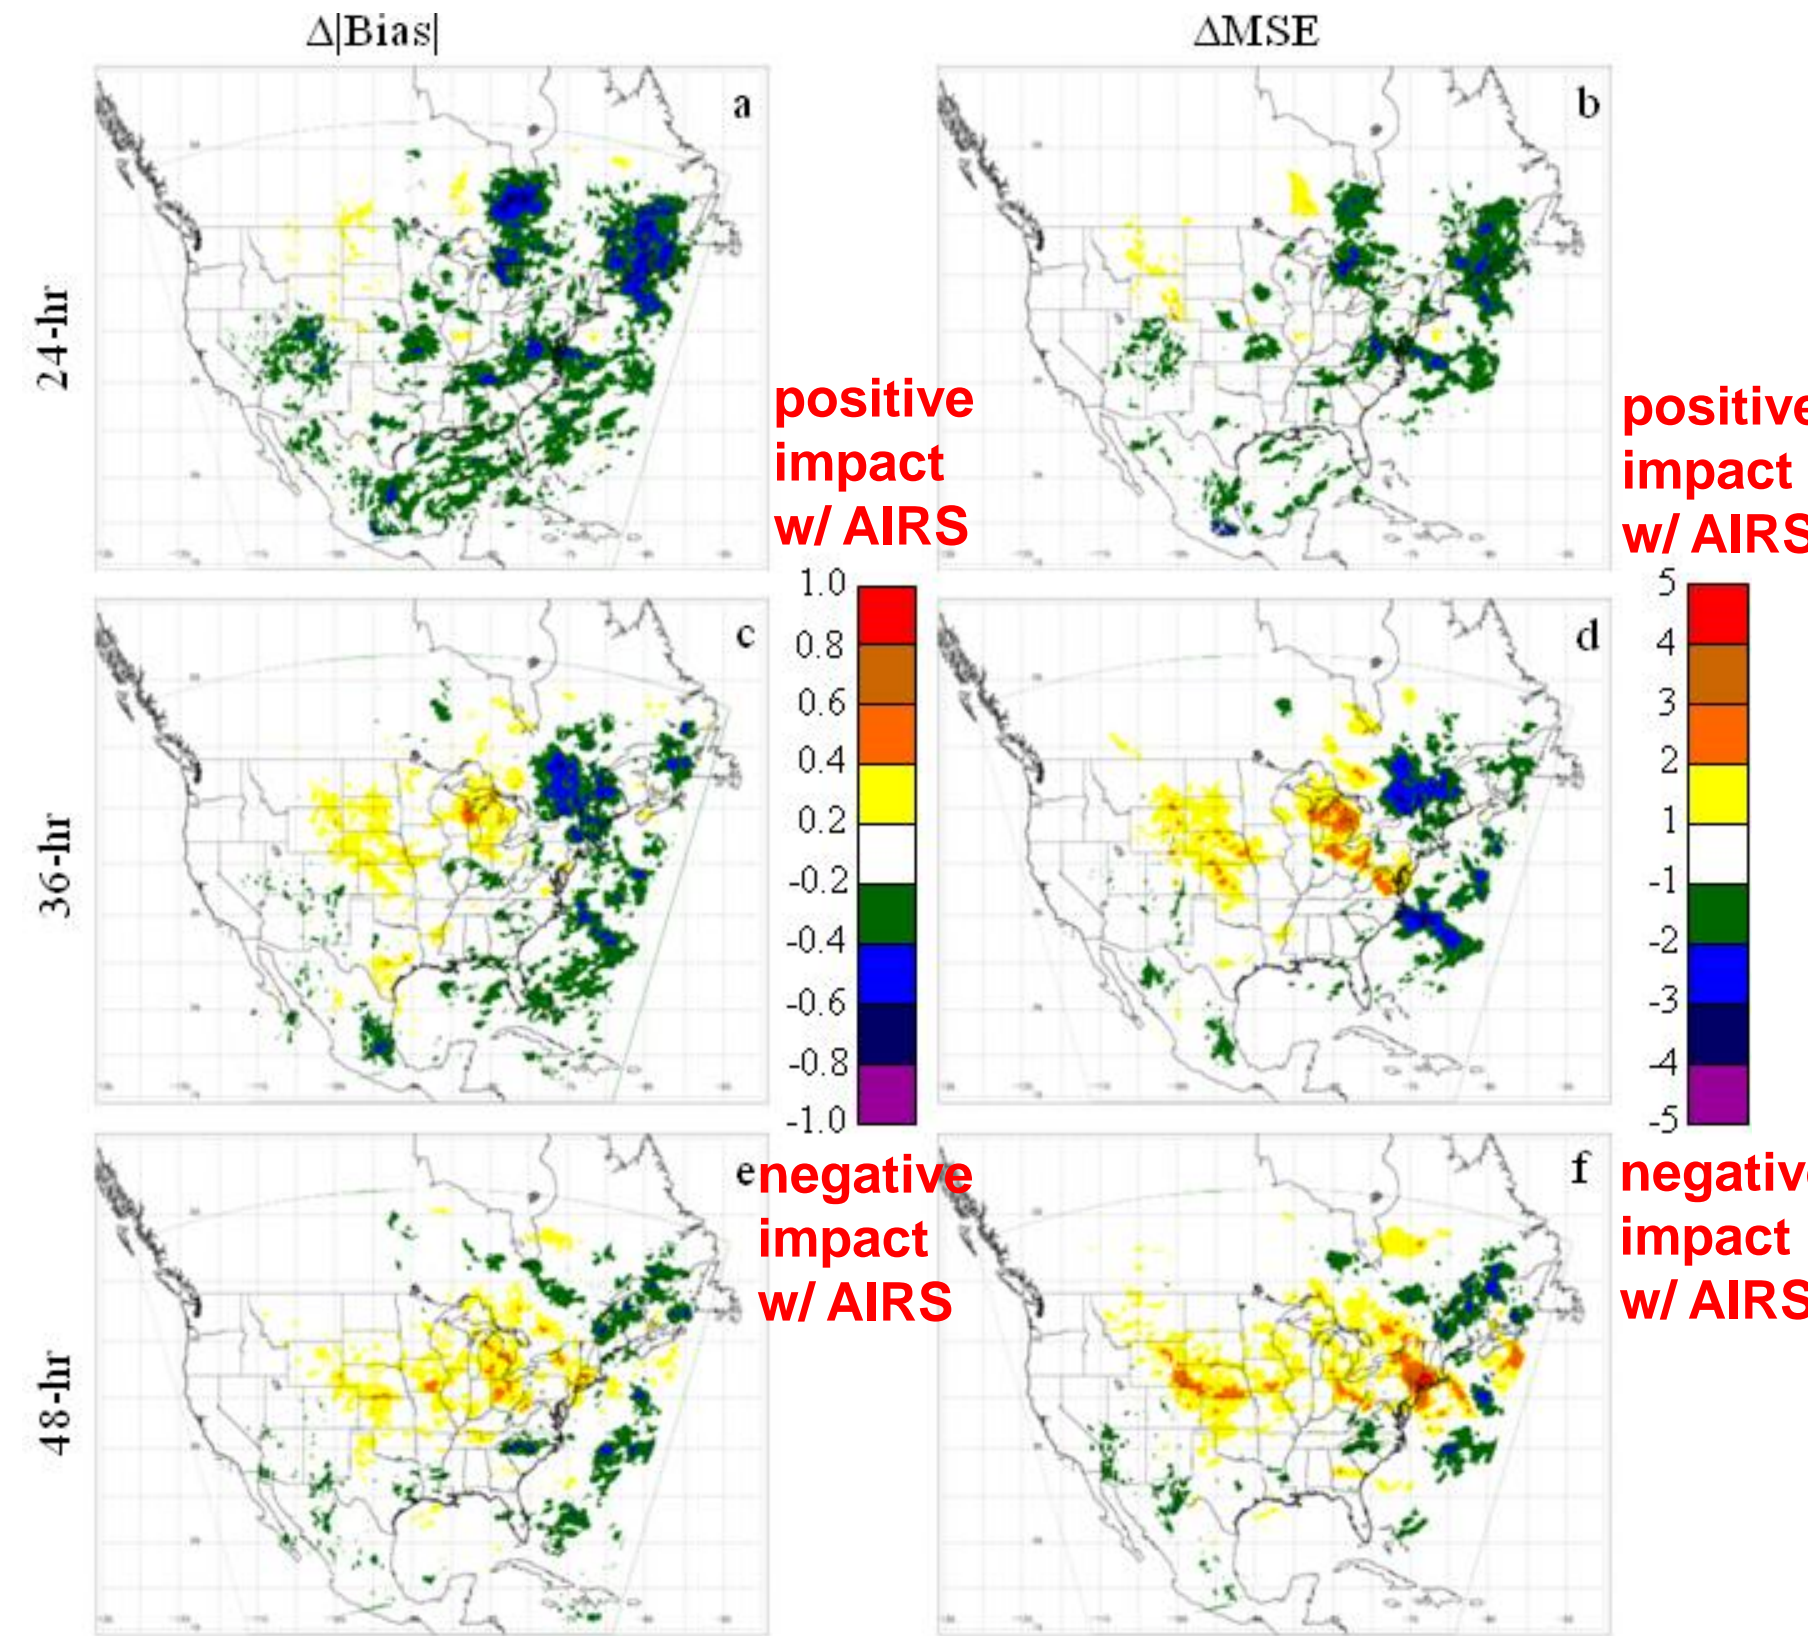 Δ|Bias|
ΔMSE
a
b
24-hr
positive
impact
w/ AIRS
positive
impact
w/ AIRS
c
d
36-hr
1.0
0.8
0.6
0.4
0.2
-0.2
-0.4
-0.6
-0.8
-1.0
5
4
3
2
1
-1
-2
-3
-4
-5
e
f
48-hr
negative
impact
w/ AIRS
negative
impact
w/ AIRS